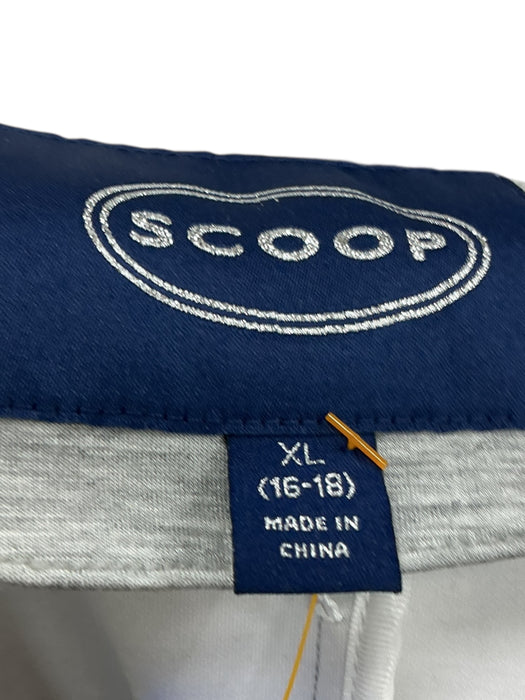 SCOOP
XL
(16-18)
MADE IN
CHINA